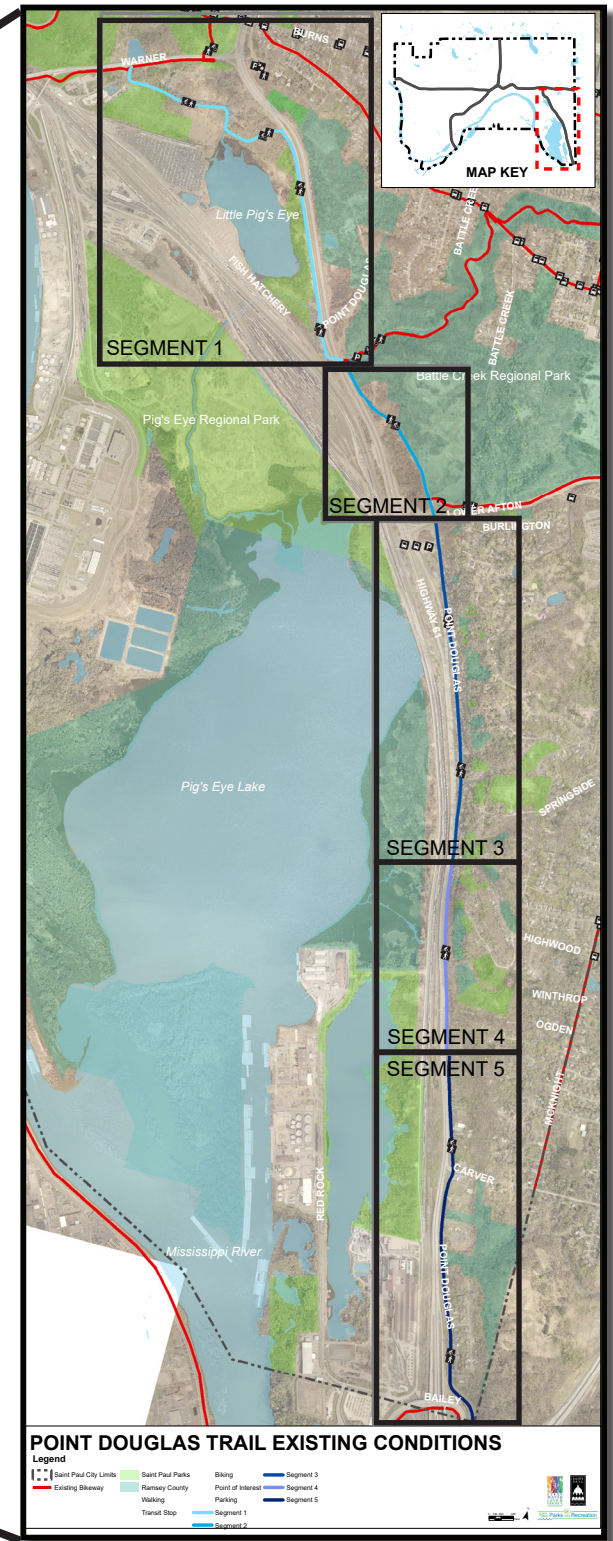 BURNS
WARNER
MAP KEY
BATTLE CREEK
Little Pig's Eye
FISH HATCHERY
POINT DOUGLAS
BATTLE CREEK
SEGMENT 1
Battle Creek Regional Park
Pig's Eye Regional Park
SEGMENT 2
LOWER AFTON
BURLINGTON
HIGHWAY 61
POINT DOUGLAS
Pig's Eye Lake
SPRINGSIDE
SEGMENT 3
HIGHWOOD
WINTHROP
OGDEN
SEGMENT 4
SEGMENT 5
MCKNIGHT
CARVER
RED ROCK
Mississippi River
POINT DOUGLAS
BAILEY
POINT DOUGLAS TRAIL EXISTING CONDITIONS
Legend
Saint Paul City Limits
Existing Bikeway
Saint Paul Parks
Ramsey County
Walking
Transit Stop
Biking
Point of Interest
Parking
Segment 1
Segment 2
Segment 3
Segment 4
Segment 5
Parks and Recreation